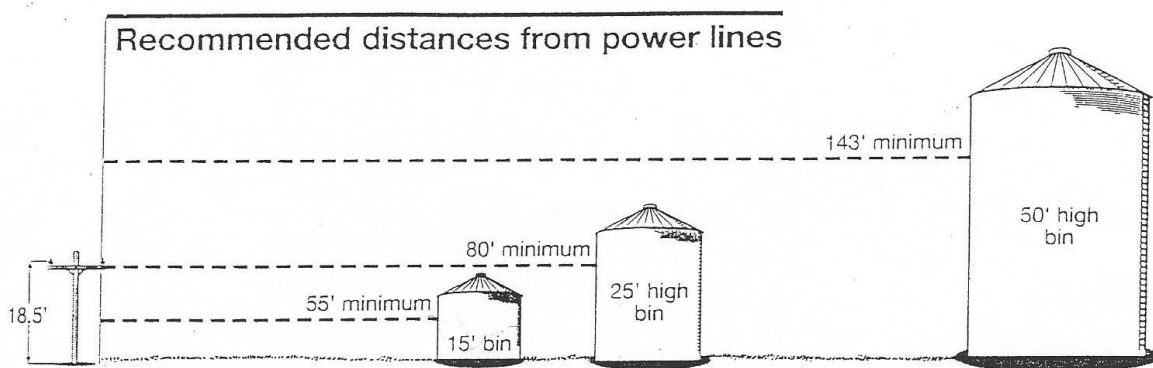 Recommended distances from power lines
143' minimum
80' minimum
50' high
bin
25' high
bin
55' minimum
18.5'
15' bin